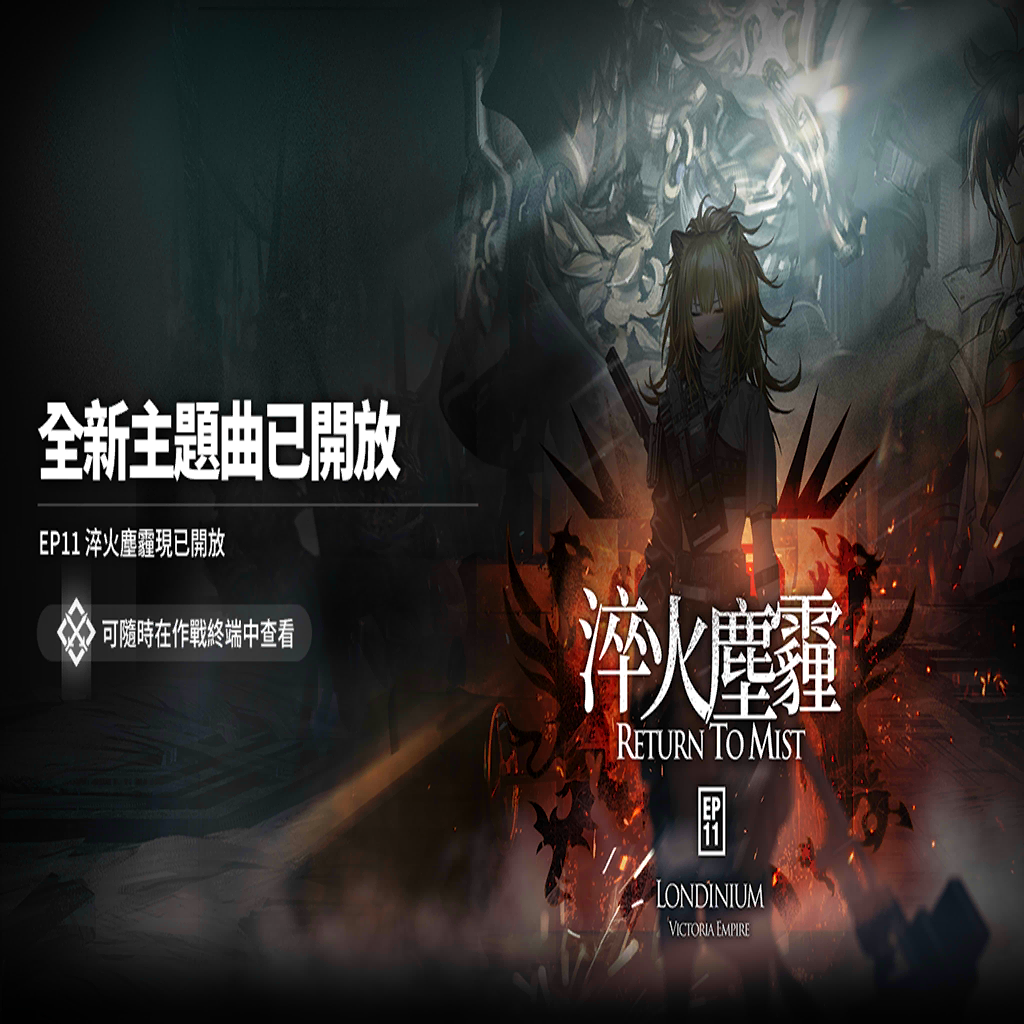 全新主題曲已開放
EP11 淬火塵霾現已開放
可隨時在作戰終端中查看
淬火塵霾
RETURN TO MIST
EP
11
LONDINIUM
VICTORIA EMPIRE